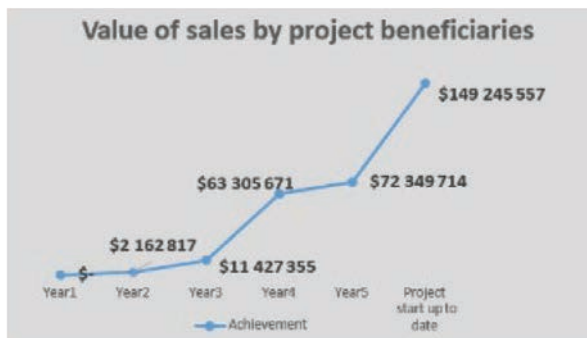 Value of sales by project beneficiaries
$149 245 557
$63 305 671
$72 349 714
$2 162 817
$-
$11 427 355
Year1 Year2 Year3 Year4 Year5 Project
start up to
date
Achievement